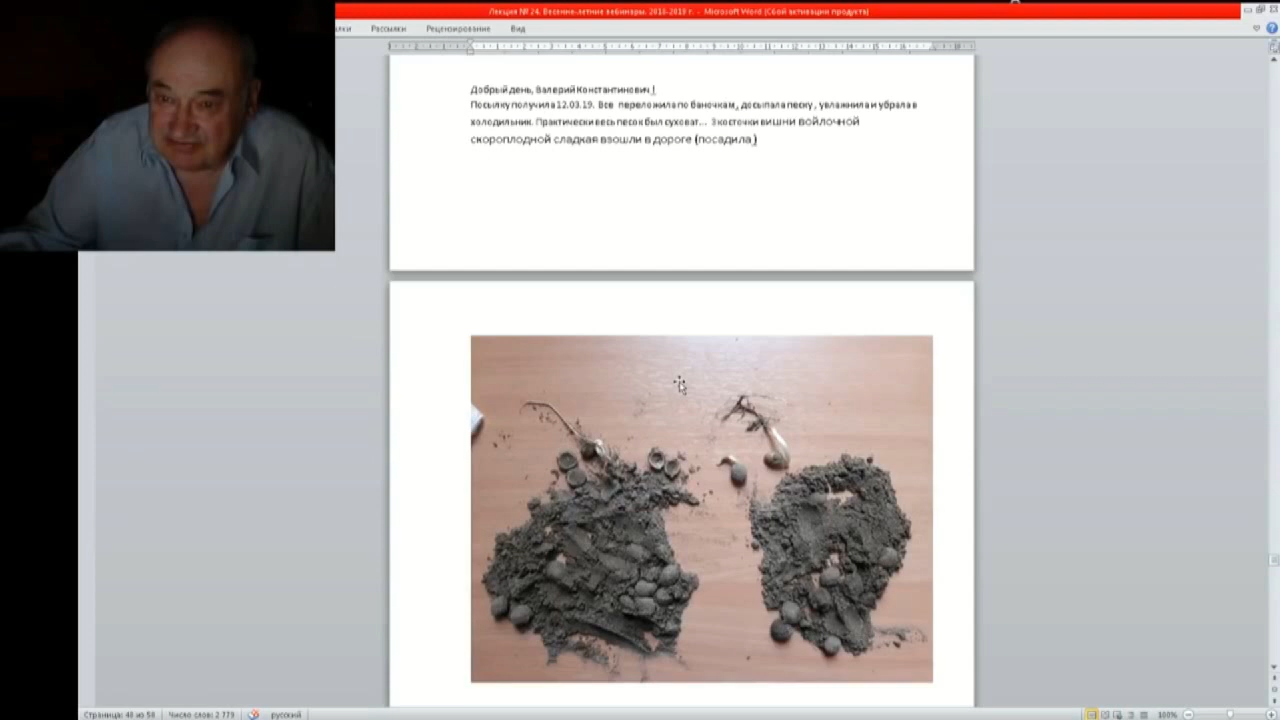 Лекция № 24. Весенне-летние вебинары. 2018-2019 г. - Microsoft Word (Сбой активации продукта)
Рассылки Рецензирование Вид
Добрый день, Валерий Константинович !
Посылку получила 12.03.19. Все переложила по баночкам, досыпала песку, увлажнила и убрала в
холодильник. Практически весь песок был суховат... 3 косточки вишни войлочной
скороплодной сладкая взошли в дороге (посадила)
Страница: 40 из 58 Число слов: 2 779 русский 100%